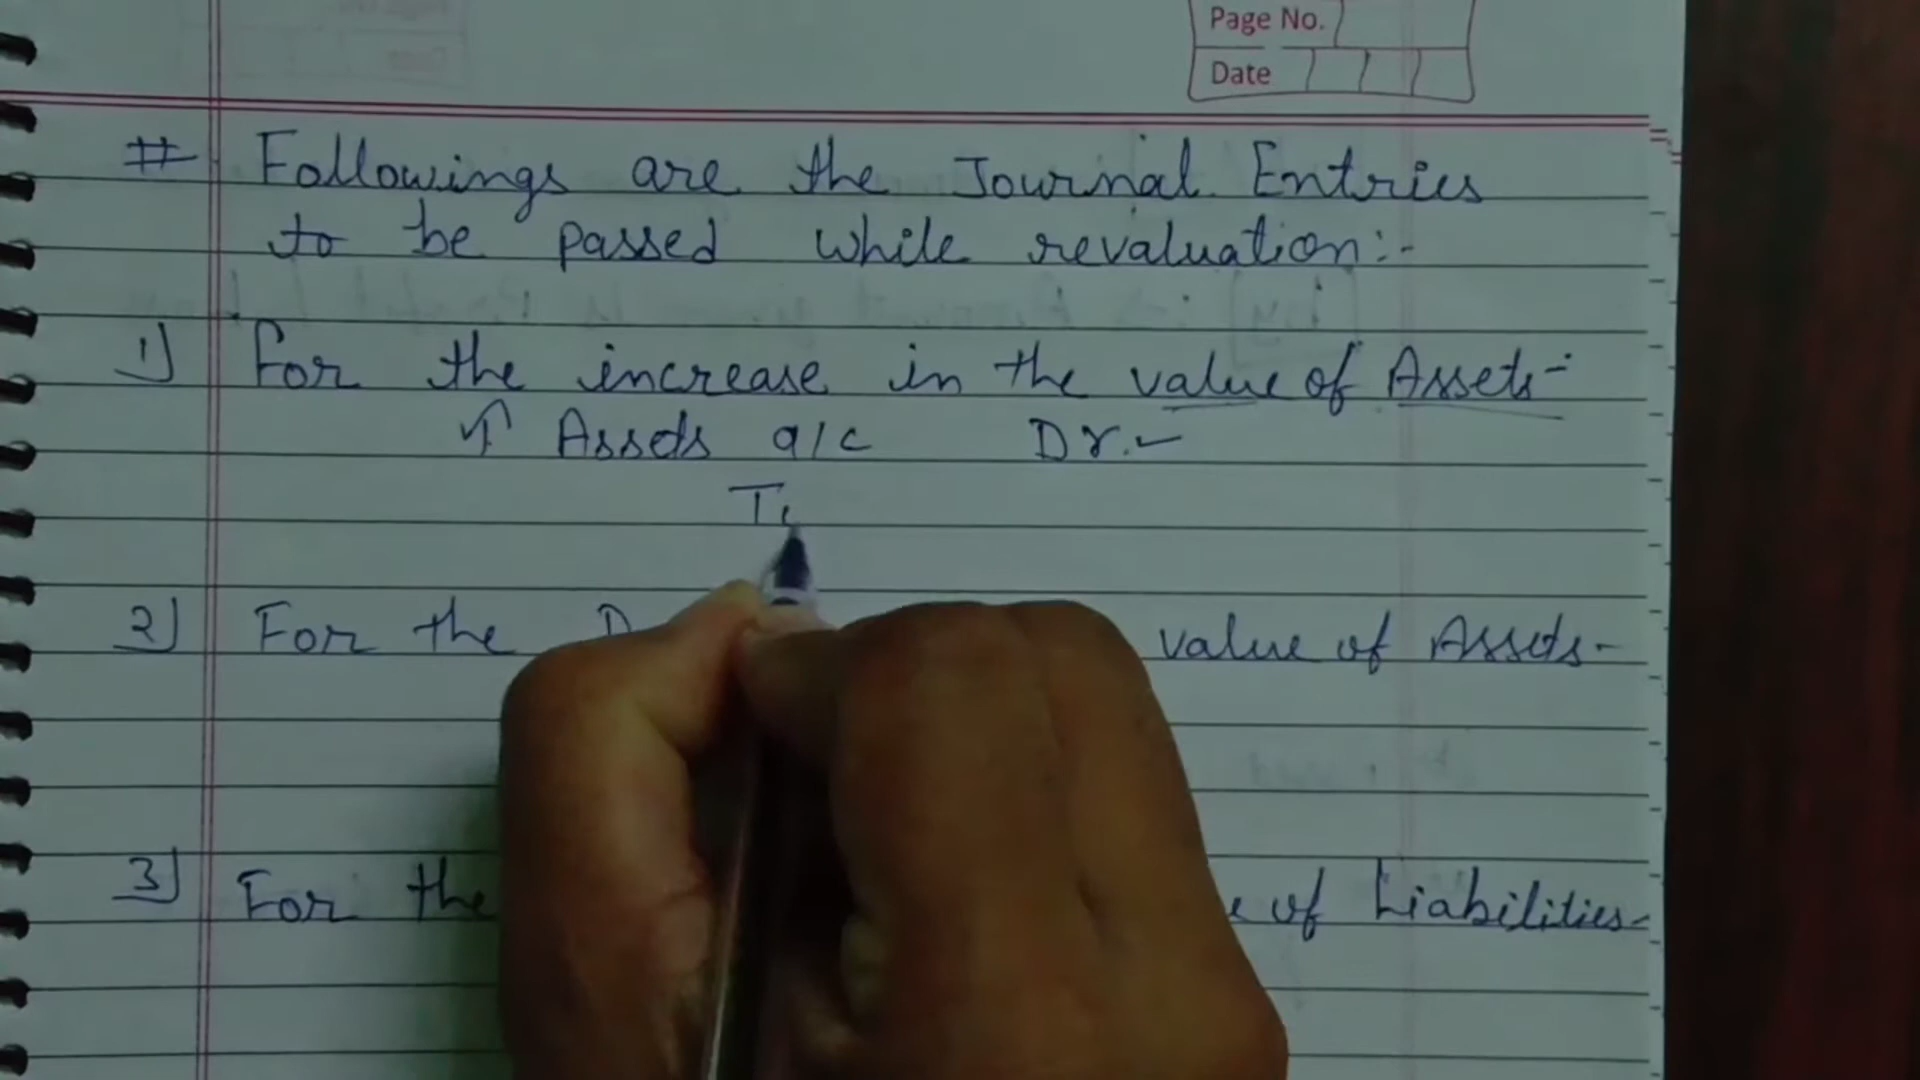 Page No.
Date
# Followings are the Journal Entries
to be passed while revaluation:-
1) For the increase in the value of Assets-
↑ Assets a/c Dr.
2) For the value of Assets-
3) For the of Liabilities-